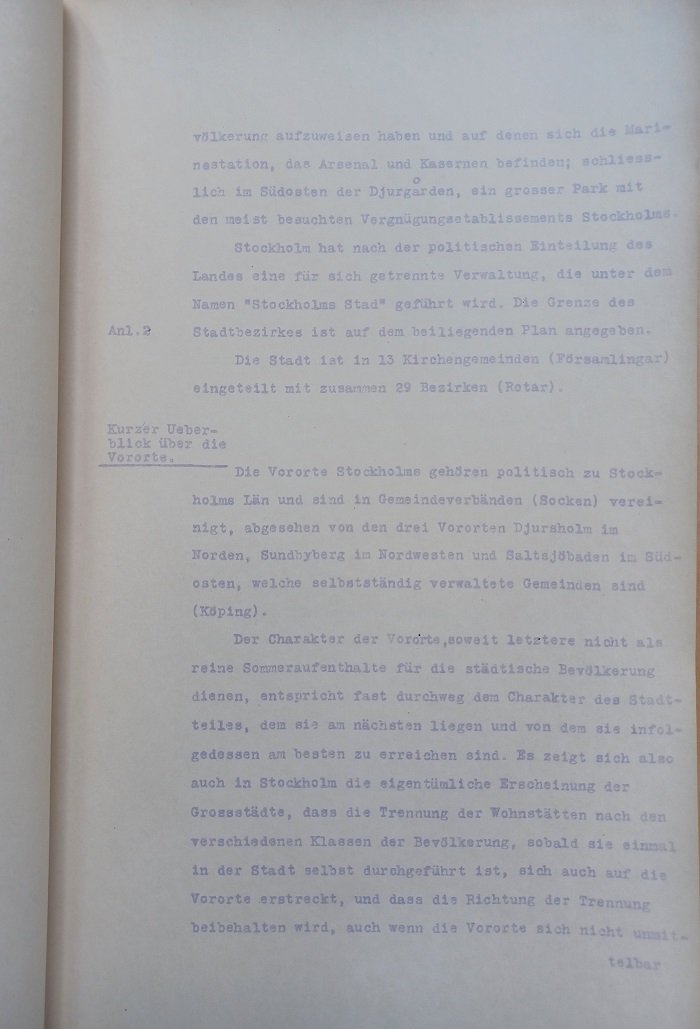 völkerung aufzuweisen haben und auf denen sich die Mari-
nestation, das Arsenal und Kasernen befinden; schliess-
lich im Südosten der Djurgården, ein grosser Park mit
den meist besuchten Vergnügungsetablissements Stockholms.
Stockholm hat nach der politischen Einteilung des
Landes eine für sich getrennte Verwaltung, die unter dem
Namen "Stockholms Stad" geführt wird. Die Grenze des
Anl.2 Stadtbezirkes ist auf dem beiliegenden Plan angegeben.
Die Stadt ist in 13 Kirchengemeinden (Församlingar)
eingeteilt mit zusammen 29 Bezirken (Rotar).
Kurzer Ueber-
blick über die
Vororte.
Die Vororte Stockholms gehören politisch zu Stock-
holms Län und sind in Gemeindeverbänden (Socken) verei-
nigt, abgesehen von den drei Vororten Djursholm im
Norden, Sundbyberg im Nordwesten und Saltsjöbaden im Süd-
osten, welche selbstständig verwaltete Gemeinden sind
(Köping).
Der Charakter der Vororte,soweit letztere nicht als
reine Sommeraufenthalte für die städtische Bevölkerung
dienen, entspricht fast durchweg dem Charakter des Stadt-
teiles, dem sie am nächsten liegen und von dem sie infol-
gedessen am besten zu erreichen sind. Es zeigt sich also
auch in Stockholm die eigentümliche Erscheinung der
Grossstädte, dass die Trennung der Wohnstätten nach den
verschiedenen Klassen der Bevölkerung, sobald sie einmal
in der Stadt selbst durchgeführt ist, sich auch auf die
Vororte erstreckt, und dass die Richtung der Trennung
beibehalten wird, auch wenn die Vororte sich nicht unmit-
telbar